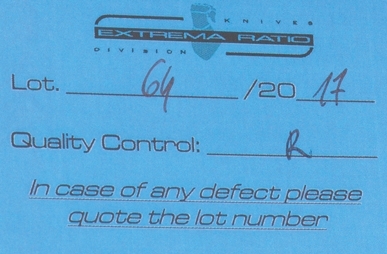 KNIVES
EXTREMA RATIO
DIVISION
Lot. 64 /20 17
Quality Control: R
In case of any defect please
quote the lot number